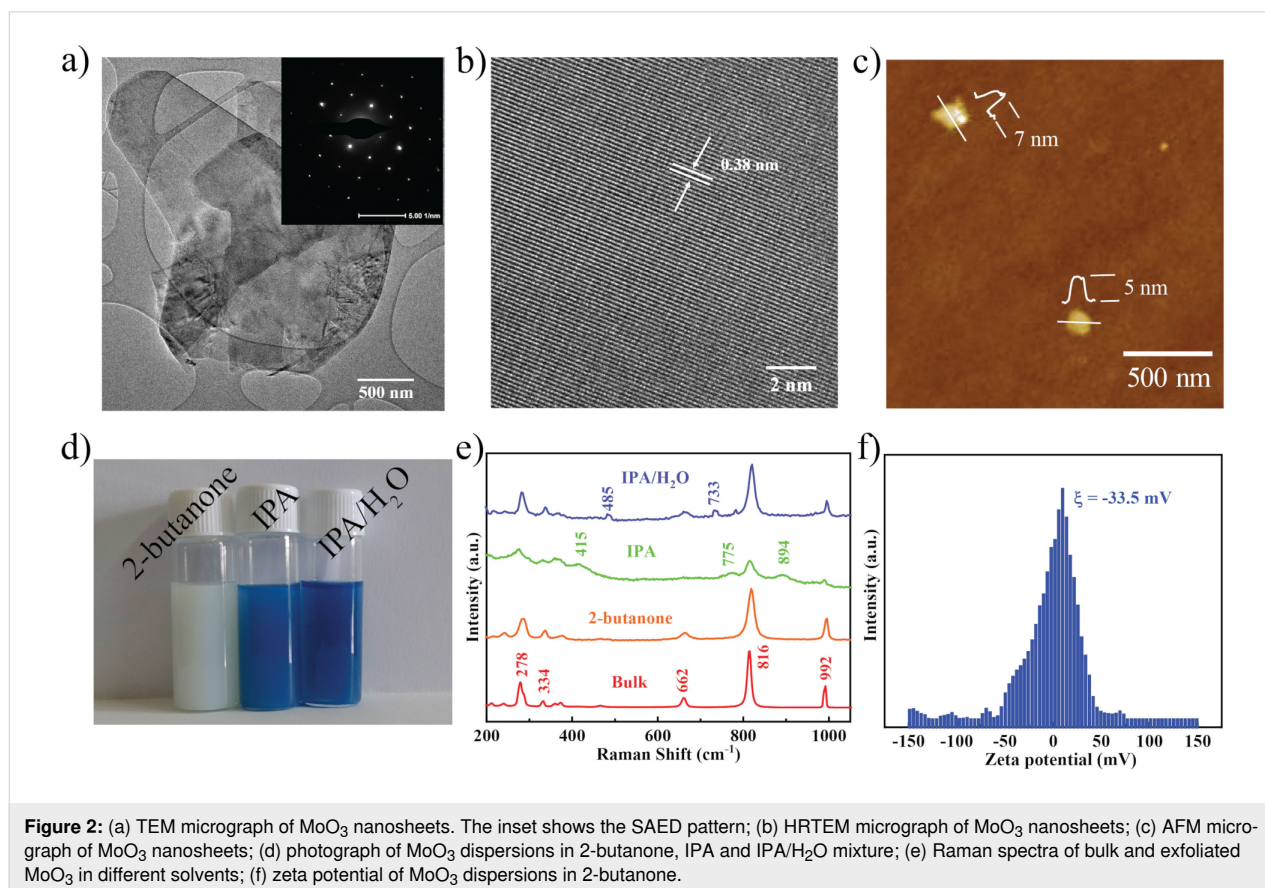 a)
5.00 1/nm
500 nm
b)
0.38 nm
2 nm
c)
7 nm
5 nm
500 nm
d)
2-butanone
IPA
IPA/H₂O
e)
IPA/H₂O
485
733
IPA
415
775
894
2-butanone
Bulk
278
334
662
816
992
Intensity (a.u.)
200 400 600 800 1000
Raman Shift (cm⁻¹)
f)
ξ = -33.5 mV
Intensity (a.u.)
-150 -100 -50 0 50 100 150
Zeta potential (mV)
Figure 2: (a) TEM micrograph of MoO₃ nanosheets. The inset shows the SAED pattern; (b) HRTEM micrograph of MoO₃ nanosheets; (c) AFM micro-
graph of MoO₃ nanosheets; (d) photograph of MoO₃ dispersions in 2-butanone, IPA and IPA/H₂O mixture; (e) Raman spectra of bulk and exfoliated
MoO₃ in different solvents; (f) zeta potential of MoO₃ dispersions in 2-butanone.